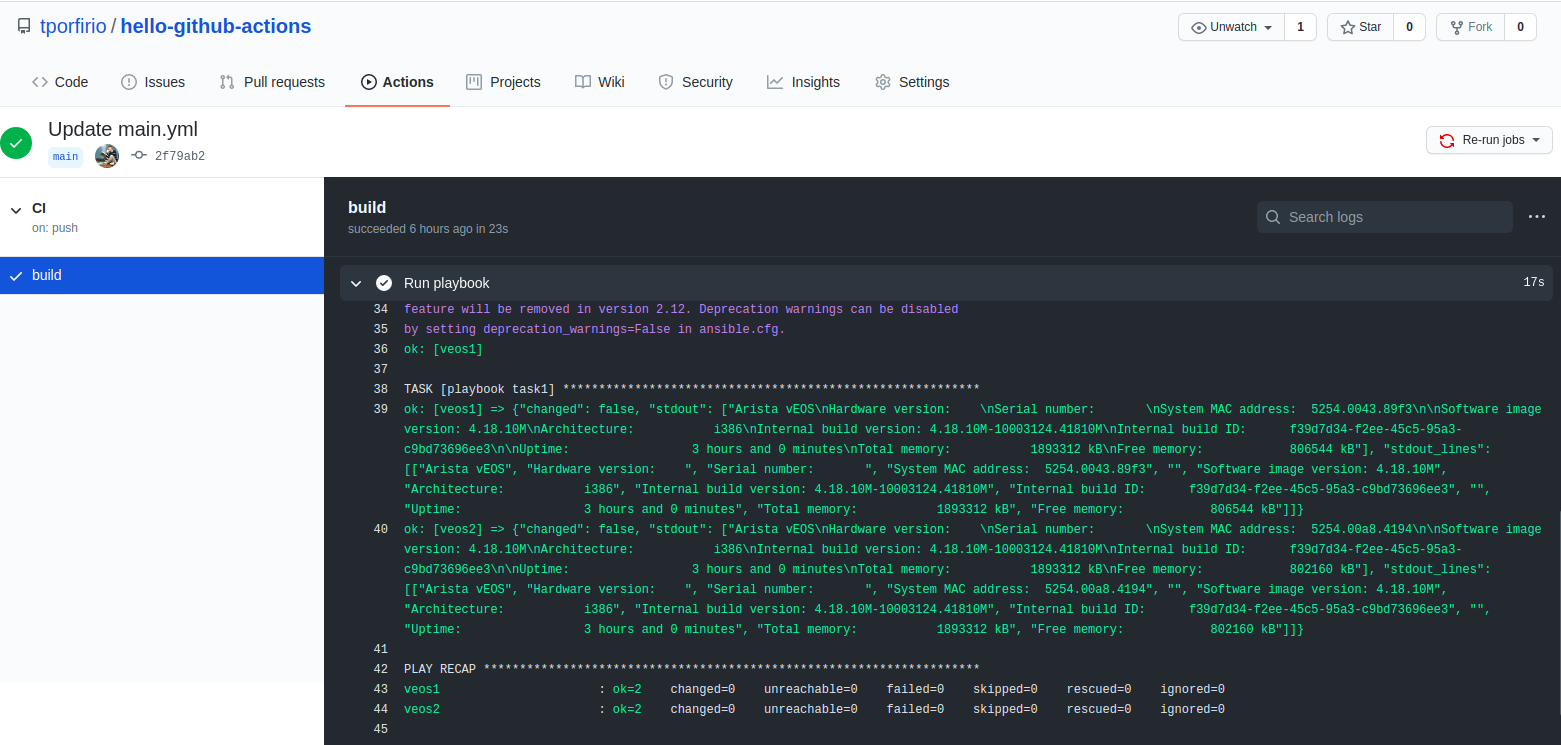 tporfirio / hello-github-actions
Unwatch 1 Star 0 Fork 0
Code Issues Pull requests Actions Projects Wiki Security Insights Settings
Update main.yml
main 2f79ab2
Re-run jobs
CI
on: push
build
build
succeeded 6 hours ago in 23s
Search logs
Run playbook 17s
34 feature will be removed in version 2.12. Deprecation warnings can be disabled
35 by setting deprecation_warnings=False in ansible.cfg.
36 ok: [veos1]
37
38 TASK [playbook task1] **********************************************************
39 ok: [veos1] => {"changed": false, "stdout": ["Arista vEOS\nHardware version:    \nSerial number:       \nSystem MAC address:  5254.0043.89f3\n\nSoftware image
version: 4.18.10M\nArchitecture:           i386\nInternal build version: 4.18.10M-10003124.41810M\nInternal build ID:      f39d7d34-f2ee-45c5-95a3-
c9bd73696ee3\n\nUptime:                 3 hours and 0 minutes\nTotal memory:           1893312 kB\nFree memory:            806544 kB"], "stdout_lines":
[["Arista vEOS", "Hardware version:    ", "Serial number:       ", "System MAC address:  5254.0043.89f3", "", "Software image version: 4.18.10M",
"Architecture:           i386", "Internal build version: 4.18.10M-10003124.41810M", "Internal build ID:      f39d7d34-f2ee-45c5-95a3-c9bd73696ee3", "",
"Uptime:                 3 hours and 0 minutes", "Total memory:           1893312 kB", "Free memory:            806544 kB"]]}
40 ok: [veos2] => {"changed": false, "stdout": ["Arista vEOS\nHardware version:    \nSerial number:       \nSystem MAC address:  5254.00a8.4194\n\nSoftware image
version: 4.18.10M\nArchitecture:           i386\nInternal build version: 4.18.10M-10003124.41810M\nInternal build ID:      f39d7d34-f2ee-45c5-95a3-
c9bd73696ee3\n\nUptime:                 3 hours and 0 minutes\nTotal memory:           1893312 kB\nFree memory:            802160 kB"], "stdout_lines":
[["Arista vEOS", "Hardware version:    ", "Serial number:       ", "System MAC address:  5254.00a8.4194", "", "Software image version: 4.18.10M",
"Architecture:           i386", "Internal build version: 4.18.10M-10003124.41810M", "Internal build ID:      f39d7d34-f2ee-45c5-95a3-c9bd73696ee3", "",
"Uptime:                 3 hours and 0 minutes", "Total memory:           1893312 kB", "Free memory:            802160 kB"]]}
41
42 PLAY RECAP *********************************************************************
43 veos1                      : ok=2    changed=0    unreachable=0    failed=0    skipped=0    rescued=0    ignored=0
44 veos2                      : ok=2    changed=0    unreachable=0    failed=0    skipped=0    rescued=0    ignored=0
45